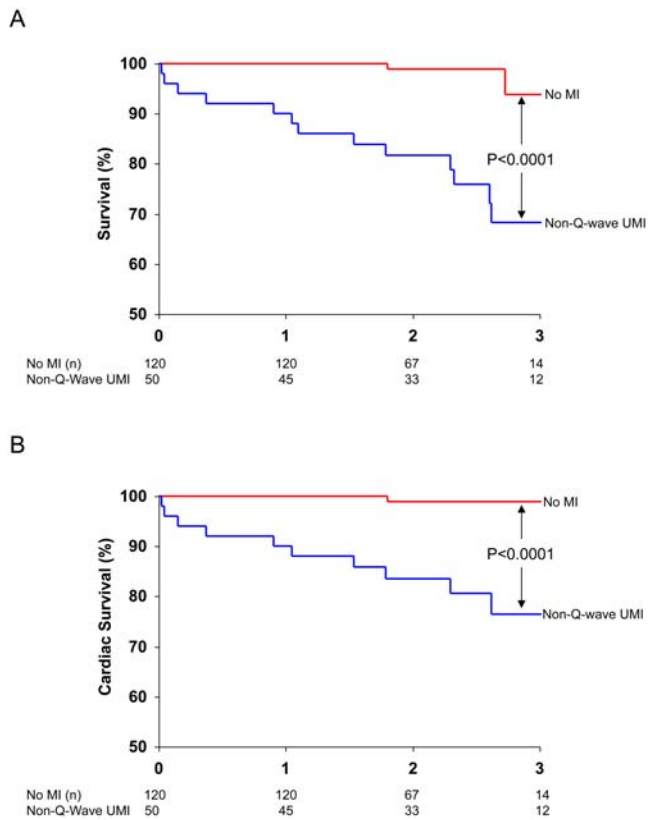 A
100
90
80
70
60
50
Survival (%)
No MI
P<0.0001
Non-Q-wave UMI
0 1 2 3
No MI (n) 120 120 67 14
Non-Q-Wave UMI 50 45 33 12
B
100
90
80
70
60
50
Cardiac Survival (%)
No MI
P<0.0001
Non-Q-wave UMI
0 1 2 3
No MI (n) 120 120 67 14
Non-Q-Wave UMI 50 45 33 12